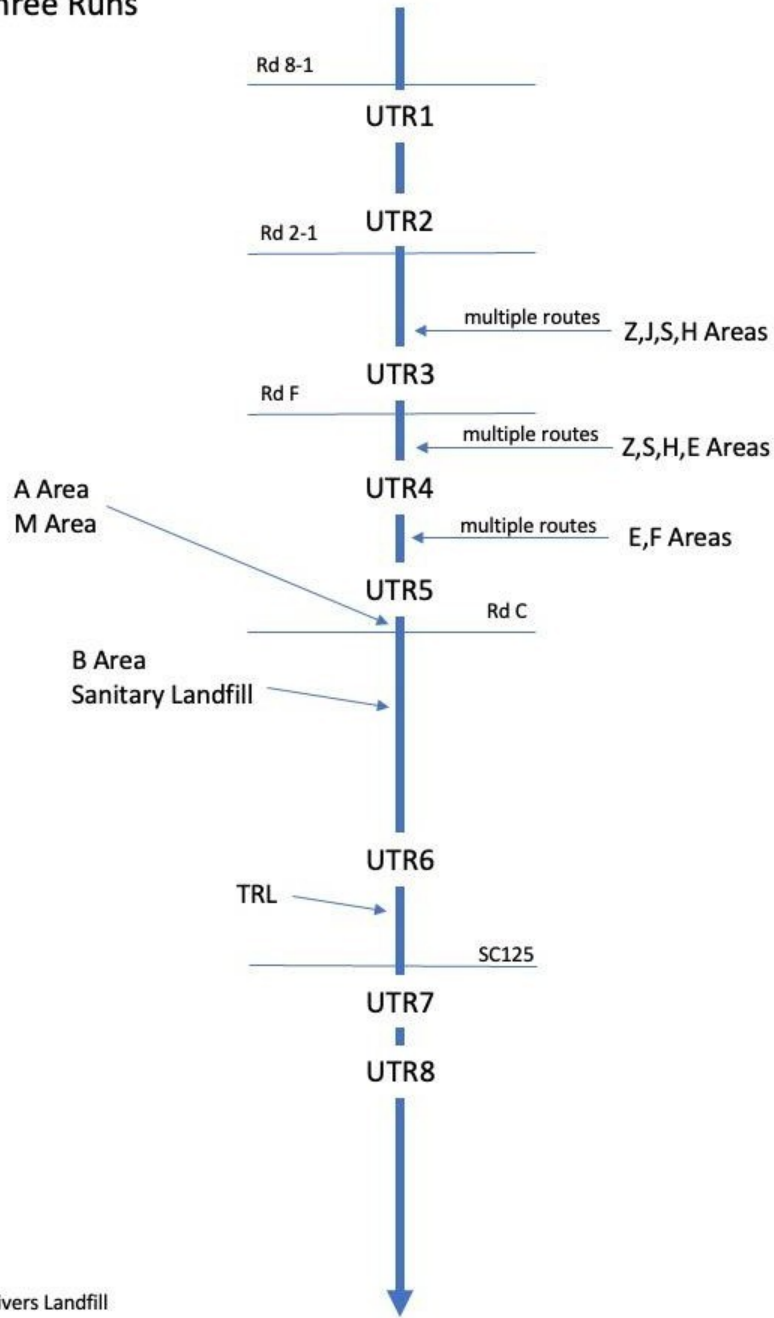 hree Runs
Rd 8-1
UTR1
UTR2
Rd 2-1
multiple routes
Z,J,S,H Areas
UTR3
Rd F
multiple routes
Z,S,H,E Areas
UTR4
A Area
M Area
multiple routes
E,F Areas
UTR5
Rd C
B Area
Sanitary Landfill
UTR6
TRL
SC125
UTR7
UTR8
ivers Landfill